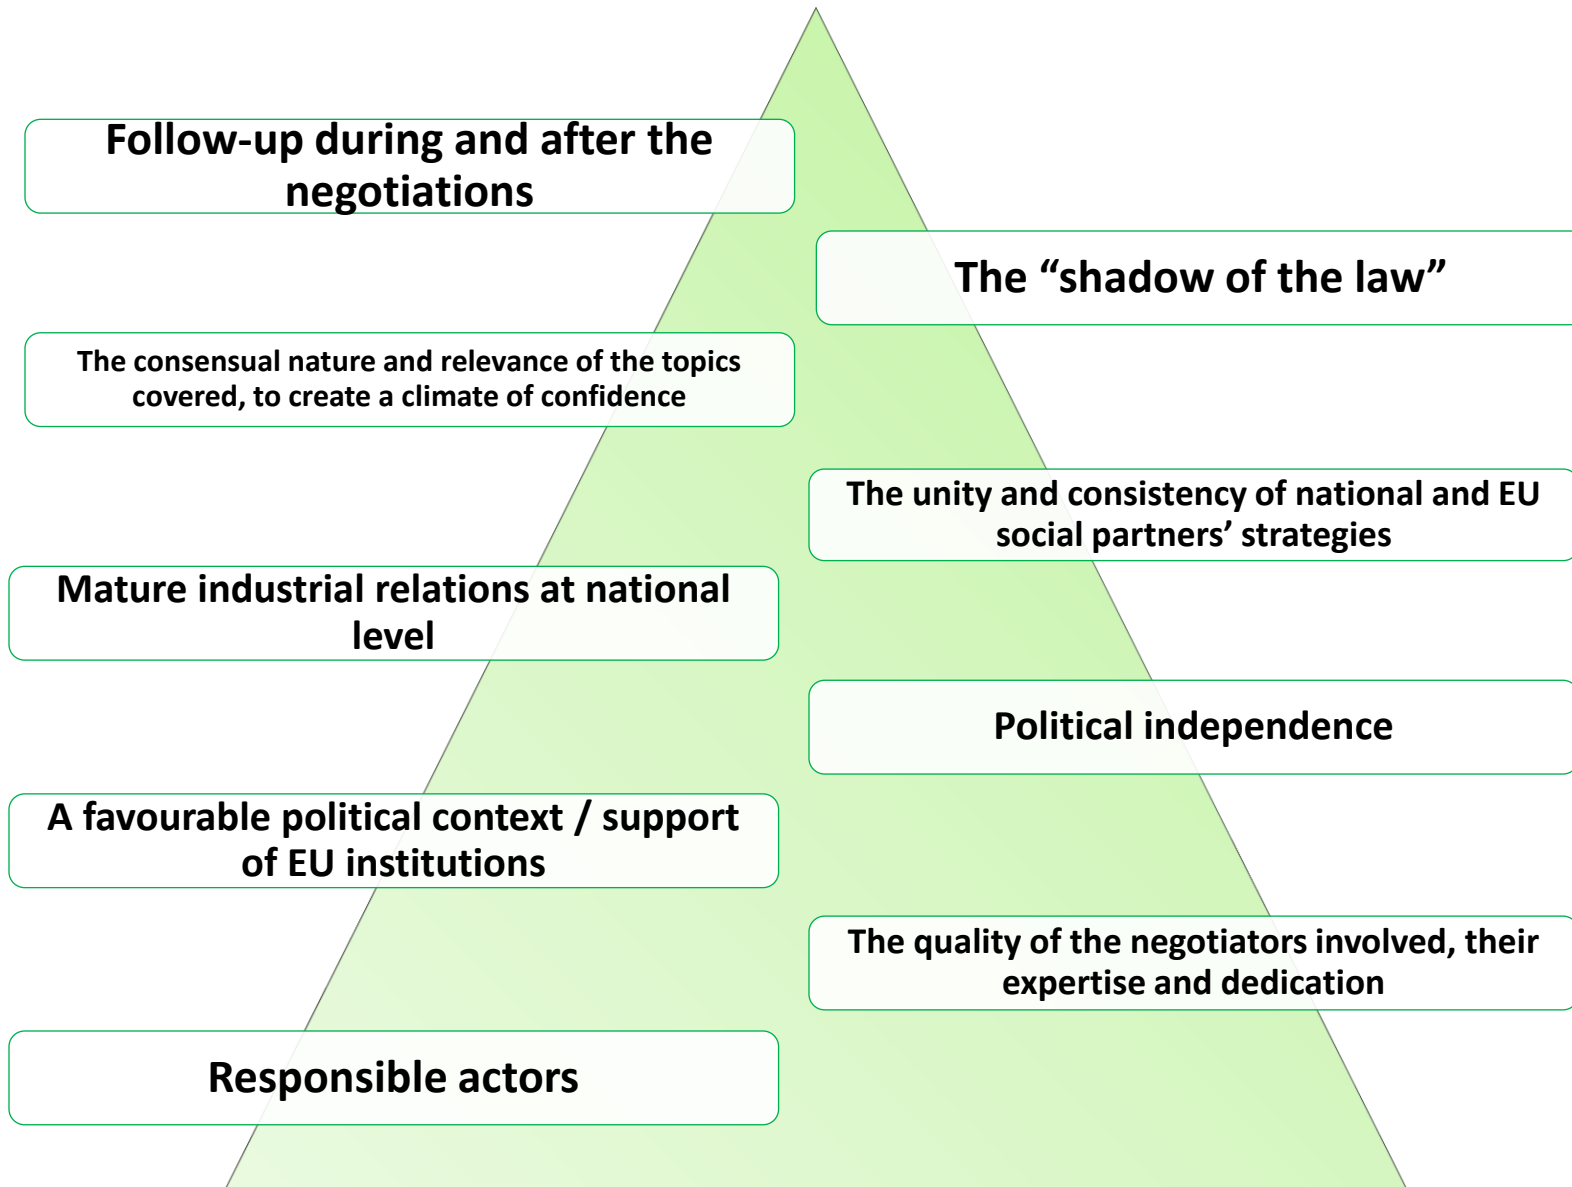 Follow-up during and after the
negotiations
The “shadow of the law”
The consensual nature and relevance of the topics
covered, to create a climate of confidence
The unity and consistency of national and EU
social partners’ strategies
Mature industrial relations at national
level
Political independence
A favourable political context / support
of EU institutions
The quality of the negotiators involved, their
expertise and dedication
Responsible actors